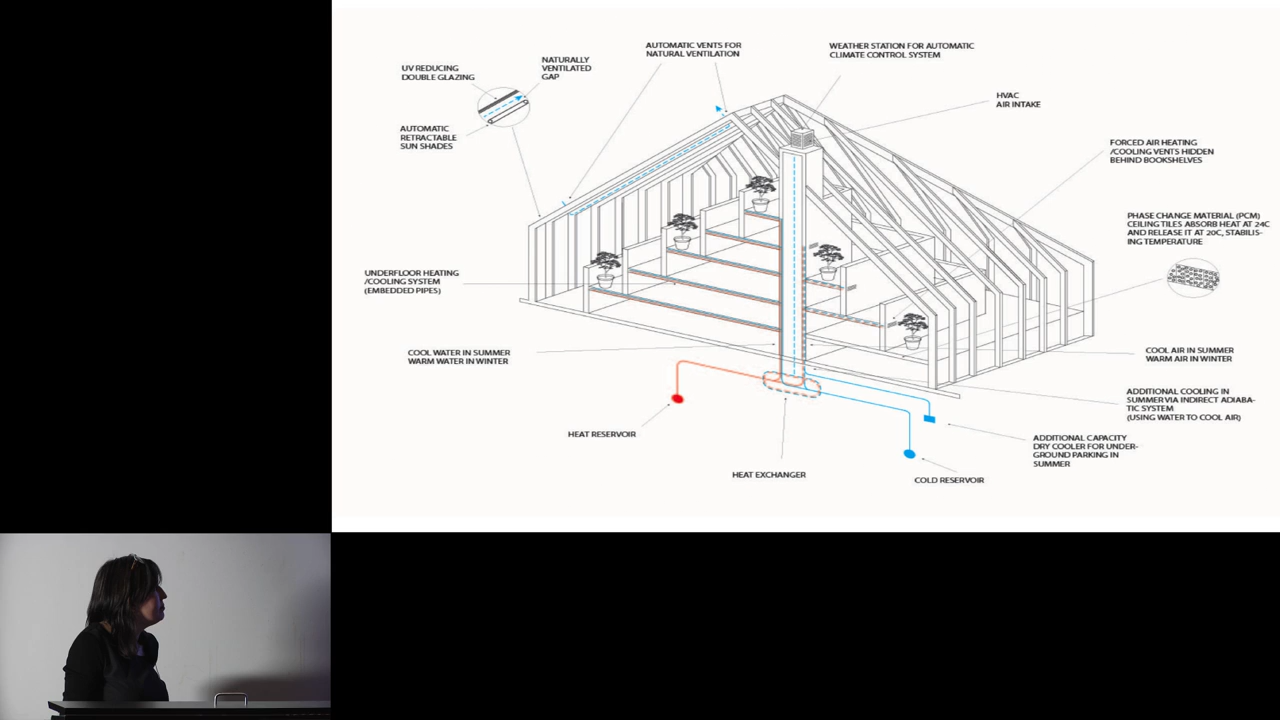 AUTOMATIC VENTS FOR
NATURAL VENTILATION
WEATHER STATION FOR AUTOMATIC
CLIMATE CONTROL SYSTEM
UV REDUCING
DOUBLE GLAZING
NATURALLY
VENTILATED
GAP
HVAC
AIR INTAKE
AUTOMATIC
RETRACTABLE
SUN SHADES
FORCED AIR HEATING
/COOLING VENTS HIDDEN
BEHIND BOOKSHELVES
PHASE CHANGE MATERIAL (PCM)
CEILING TILES ABSORB HEAT AT 24C
AND RELEASE IT AT 20C, STABILIS-
ING TEMPERATURE
UNDERFLOOR HEATING
/COOLING SYSTEM
(EMBEDDED PIPES)
COOL WATER IN SUMMER
WARM WATER IN WINTER
COOL AIR IN SUMMER
WARM AIR IN WINTER
ADDITIONAL COOLING IN
SUMMER VIA INDIRECT ADIABA-
TIC SYSTEM
(USING WATER TO COOL AIR)
HEAT RESERVOIR
ADDITIONAL CAPACITY
DRY COOLER FOR UNDER-
GROUND PARKING IN
SUMMER
HEAT EXCHANGER
COLD RESERVOIR